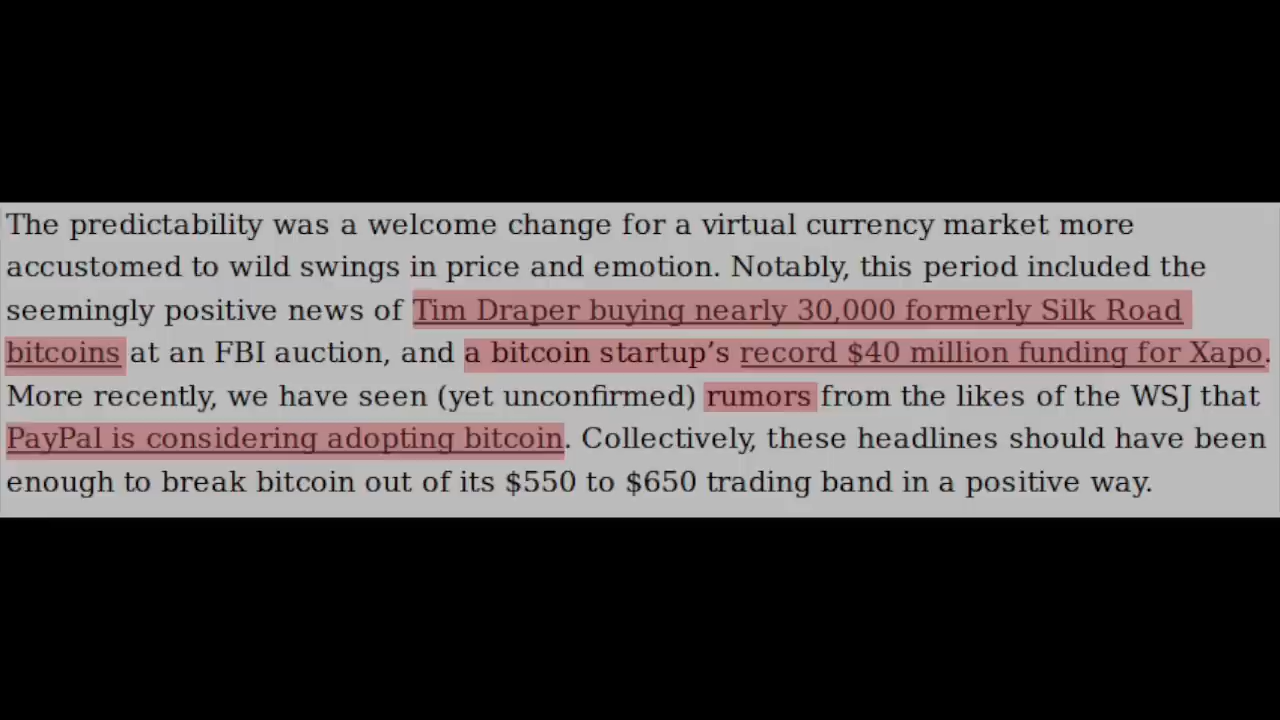 The predictability was a welcome change for a virtual currency market more
accustomed to wild swings in price and emotion. Notably, this period included the
seemingly positive news of Tim Draper buying nearly 30,000 formerly Silk Road
bitcoins at an FBI auction, and a bitcoin startup’s record $40 million funding for Xapo.
More recently, we have seen (yet unconfirmed) rumors from the likes of the WSJ that
PayPal is considering adopting bitcoin. Collectively, these headlines should have been
enough to break bitcoin out of its $550 to $650 trading band in a positive way.